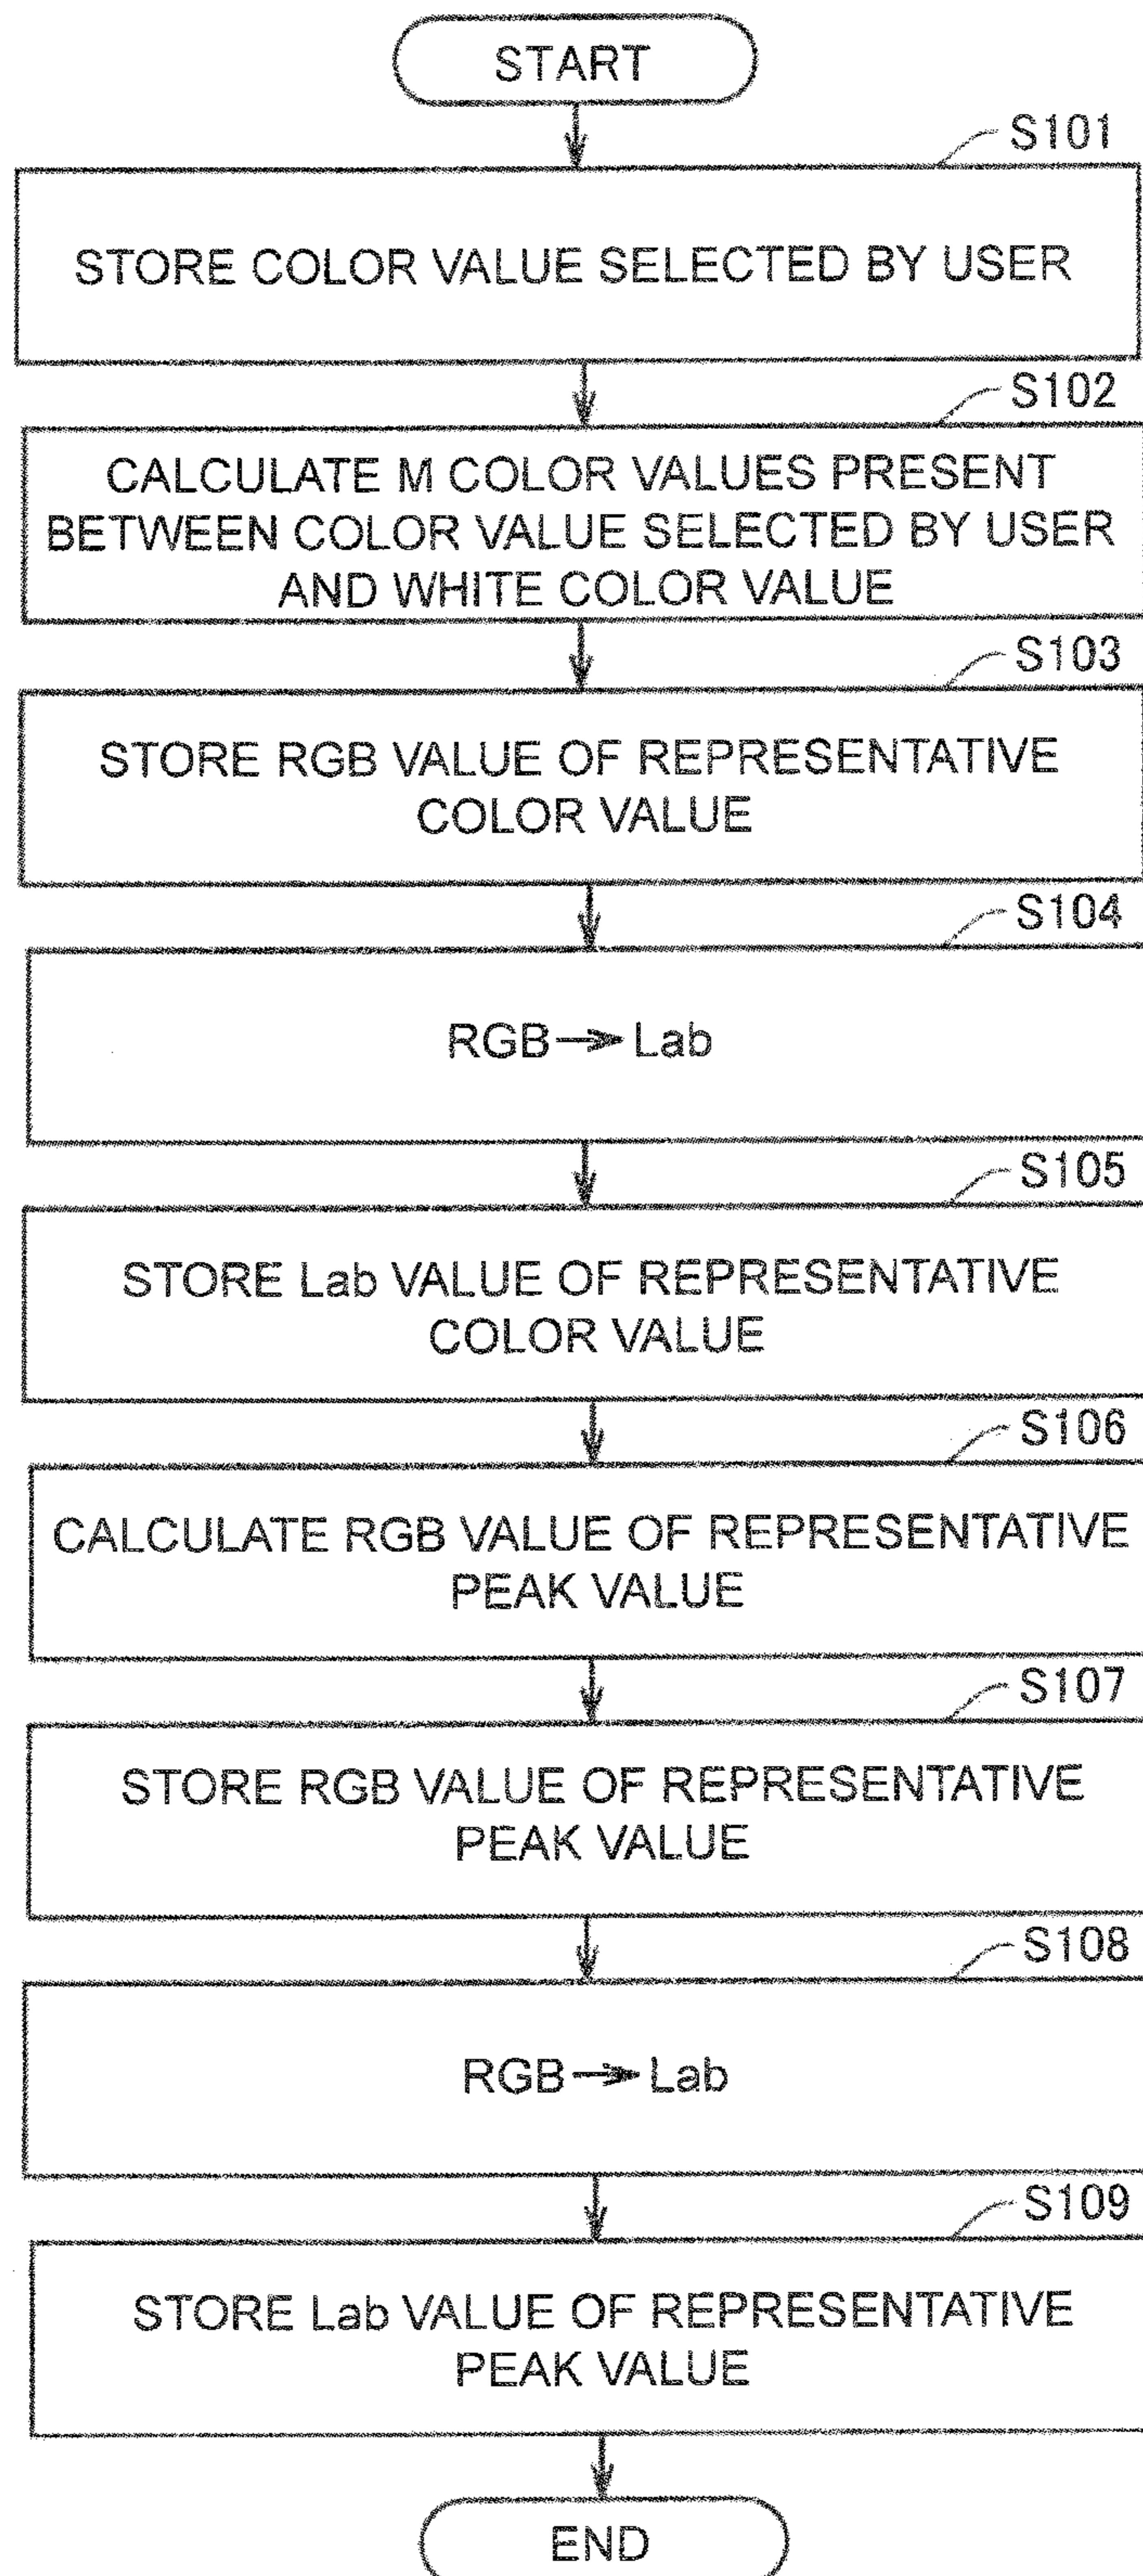 START
S101
STORE COLOR VALUE SELECTED BY USER
S102
CALCULATE M COLOR VALUES PRESENT
BETWEEN COLOR VALUE SELECTED BY USER
AND WHITE COLOR VALUE
S103
STORE RGB VALUE OF REPRESENTATIVE
COLOR VALUE
S104
RGB→Lab
S105
STORE Lab VALUE OF REPRESENTATIVE
COLOR VALUE
S106
CALCULATE RGB VALUE OF REPRESENTATIVE
PEAK VALUE
S107
STORE RGB VALUE OF REPRESENTATIVE
PEAK VALUE
S108
RGB→Lab
S109
STORE Lab VALUE OF REPRESENTATIVE
PEAK VALUE
END